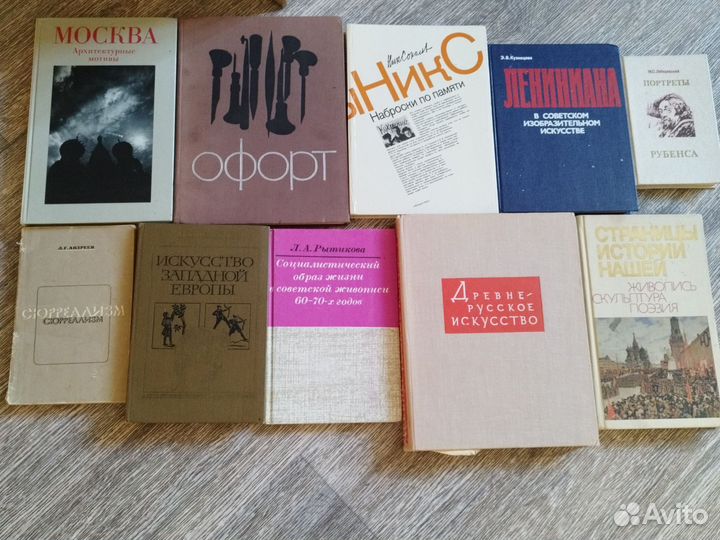 МОСКВА
Архитектурные
мотивы
офорт
Ник Соколов
ыНикС
Наброски по памяти
Э.В.Кузнецова
ЛЕНИНИАНА
В СОВЕТСКОМ
ИЗОБРАЗИТЕЛЬНОМ
ИСКУССТВЕ
ПОРТРЕТЫ
РУБЕНСА
Л.Г.АНДРЕЕВ
СЮРРЕАЛИЗМ
СЮРРЕАЛИЗМ
ИСКУССТВО
ЗАПАДНОЙ
ЕВРОПЫ
Л.А.Рытикова
Социалистический
образ жизни
в советской живописи
60-70-х годов
ДРЕВНЕ-
РУССКОЕ
ИСКУССТВО
СТРАНИЦЫ
ИСТОРИИ
НАШЕЙ
ЖИВОПИСЬ
СКУЛЬПТУРА
ПОЭЗИЯ
Avito